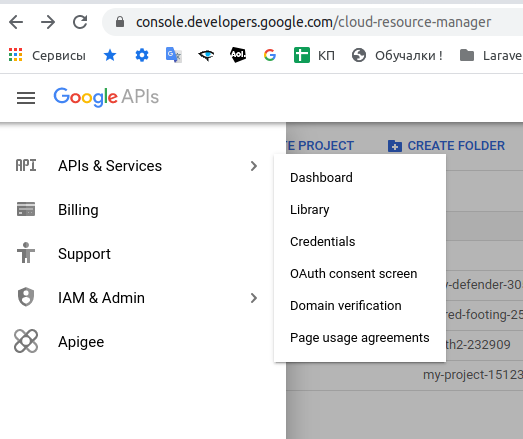 console.developers.google.com/cloud-resource-manager
Сервисы AOL. КП Обучалки ! Larave
Google APIs
CREATE FOLDER
API APIs & Services
Billing
Support
IAM & Admin
Apigee
Dashboard
Library
Credentials
OAuth consent screen
Domain verification
Page usage agreements
TE PROJECT
y-defender-30
red-footing-25
th2-232909
my-project-15123